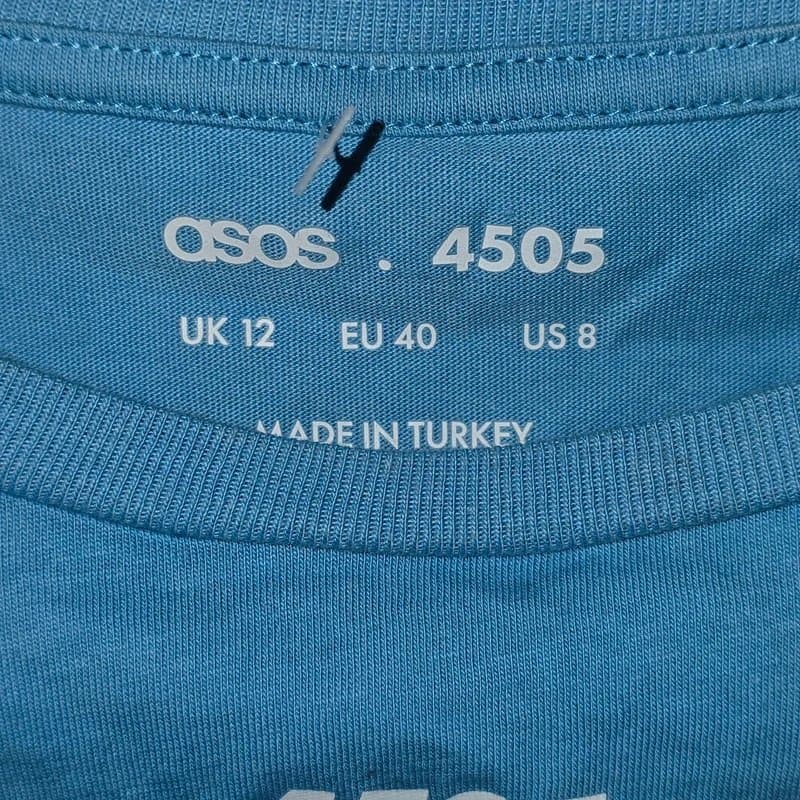 asos . 4505
UK 12 EU 40 US 8
MADE IN TURKEY